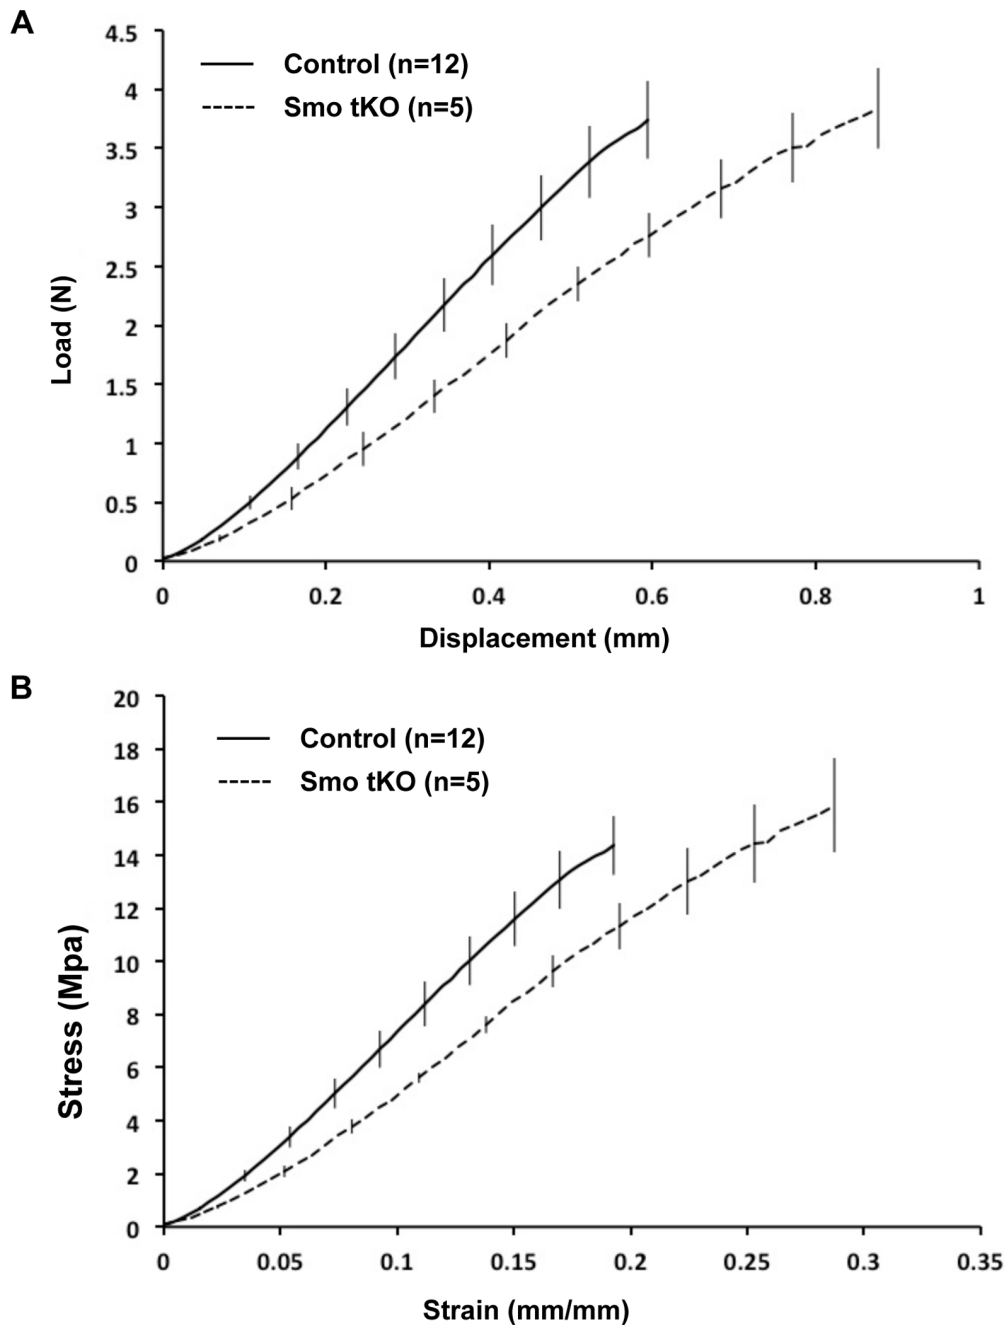 A
4.5
4
3.5
3
2.5
2
1.5
1
0.5
0
Load (N)
Control (n=12)
Smo tKO (n=5)
0 0.2 0.4 0.6 0.8 1
Displacement (mm)
B
20
18
16
14
12
10
8
6
4
2
0
Stress (Mpa)
Control (n=12)
Smo tKO (n=5)
0 0.05 0.1 0.15 0.2 0.25 0.3 0.35
Strain (mm/mm)